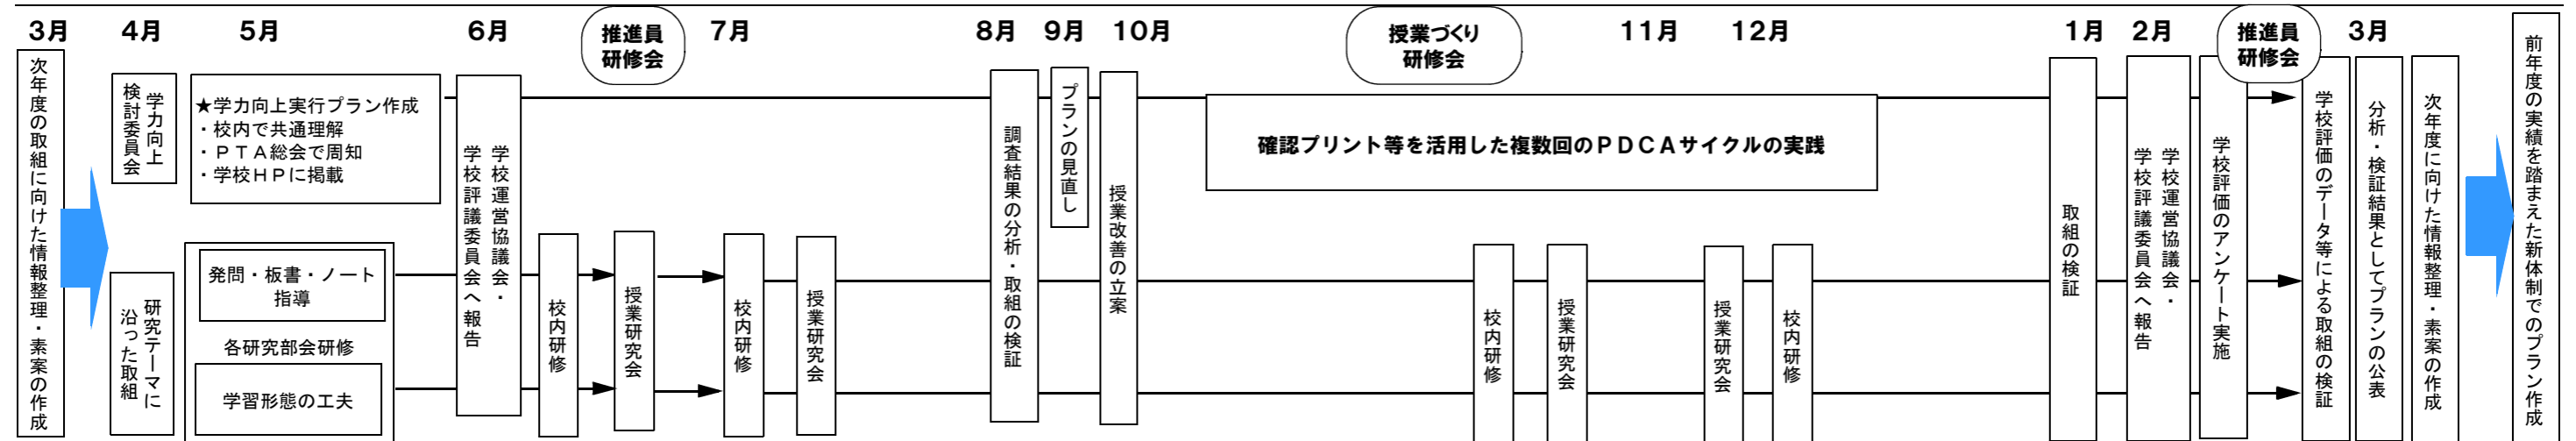 3月
4月
5月
6月
推進員
研修会
7月
8月
9月
10月
授業づくり
研修会
11月
12月
1月
2月
推進員
研修会
3月
次年度の取組に向けた情報整理・素案の作成
学力向上
検討委員会
★学力向上実行プラン作成
・校内で共通理解
・PTA総会で周知
・学校HPに掲載
研究テーマに
沿った取組
発問・板書・ノート
指導
各研究部会研修
学習形態の工夫
学校運営協議会・
学校評議委員会へ報告
校内研修
授業研究会
校内研修
授業研究会
調査結果の分析・取組の検証
プランの見直し
授業改善の立案
確認プリント等を活用した複数回のPDCAサイクルの実践
校内研修
授業研究会
授業研究会
校内研修
取組の検証
学校運営協議会・
学校評議委員会へ報告
学校評価のアンケート実施
学校評価のデータ等による取組の検証
分析・検証結果としてプランの公表
次年度に向けた情報整理・素案の作成
前年度の実績を踏まえた新体制でのプラン作成